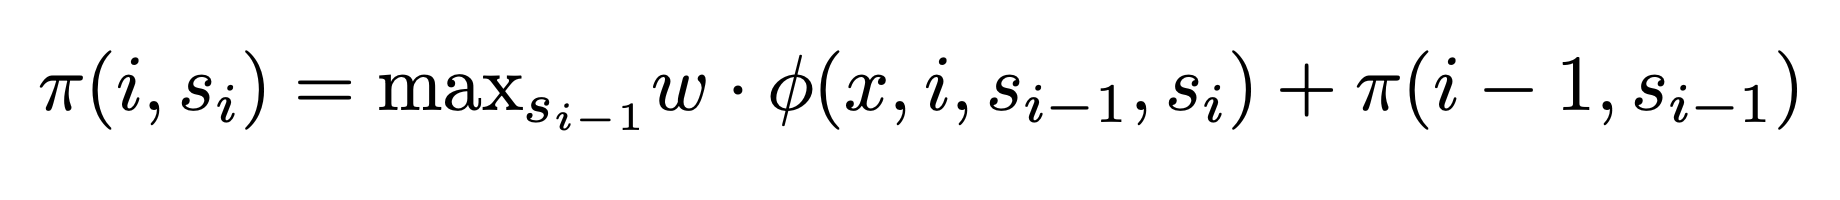 π(i, s_i) = max_{s_{i−1}} w · ϕ(x, i, s_{i−1}, s_i) + π(i − 1, s_{i−1})